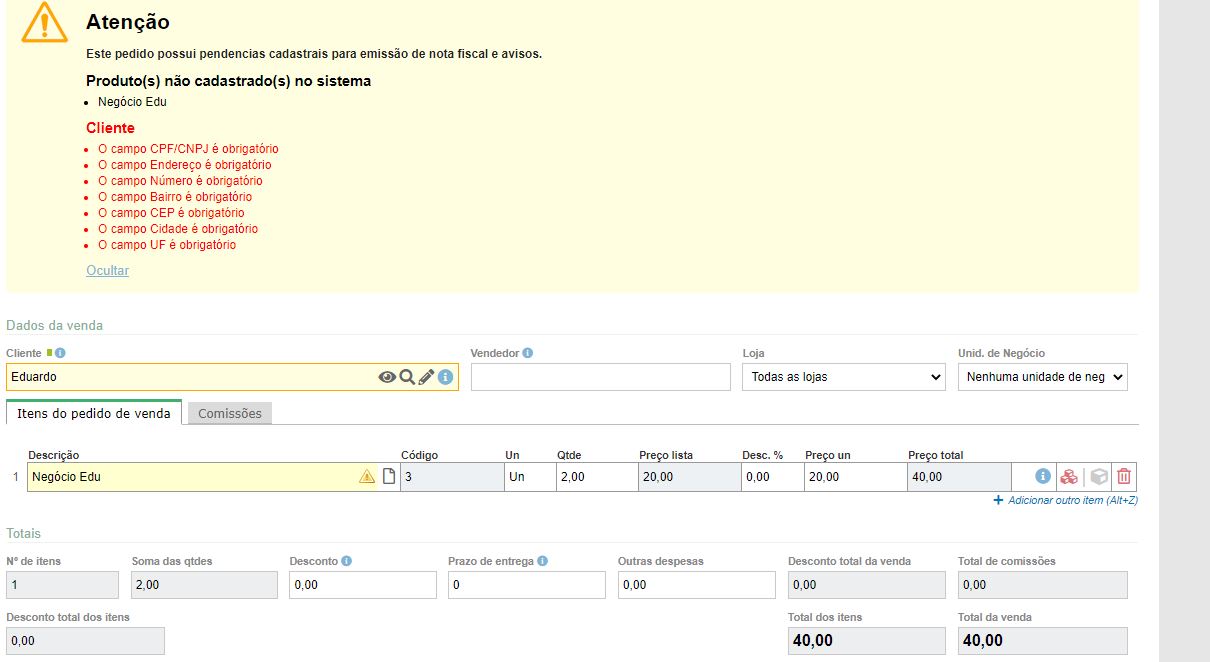 Atenção
Este pedido possui pendencias cadastrais para emissão de nota fiscal e avisos.
Produto(s) não cadastrado(s) no sistema
Negócio Edu
Cliente
O campo CPF/CNPJ é obrigatório
O campo Endereço é obrigatório
O campo Número é obrigatório
O campo Bairro é obrigatório
O campo CEP é obrigatório
O campo Cidade é obrigatório
O campo UF é obrigatório
Ocultar
Dados da venda
Cliente Vendedor Loja Unid. de Negócio
Eduardo Todas as lojas Nenhuma unidade de neg
Itens do pedido de venda Comissões
Descrição Código Un Qtde Preço lista Desc. % Preço un Preço total
1 Negócio Edu 3 Un 2,00 20,00 0,00 20,00 40,00
+ Adicionar outro item (Alt+Z)
Totais
Nº de itens Soma das qtdes Desconto Prazo de entrega Outras despesas Desconto total da venda Total de comissões
1 2,00 0,00 0 0,00 0,00 0,00
Desconto total dos itens Total dos itens Total da venda
0,00 40,00 40,00